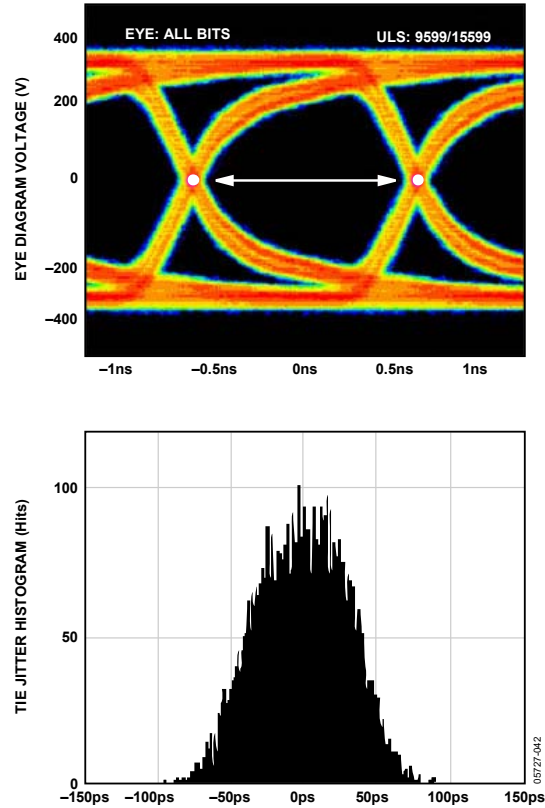 EYE DIAGRAM VOLTAGE (V)
EYE: ALL BITS
ULS: 9599/15599
400
200
0
–200
–400
–1ns
–0.5ns
0ns
0.5ns
1ns
TIE JITTER HISTOGRAM (Hits)
100
50
0
–150ps
–100ps
–50ps
0ps
50ps
100ps
150ps
05727-042